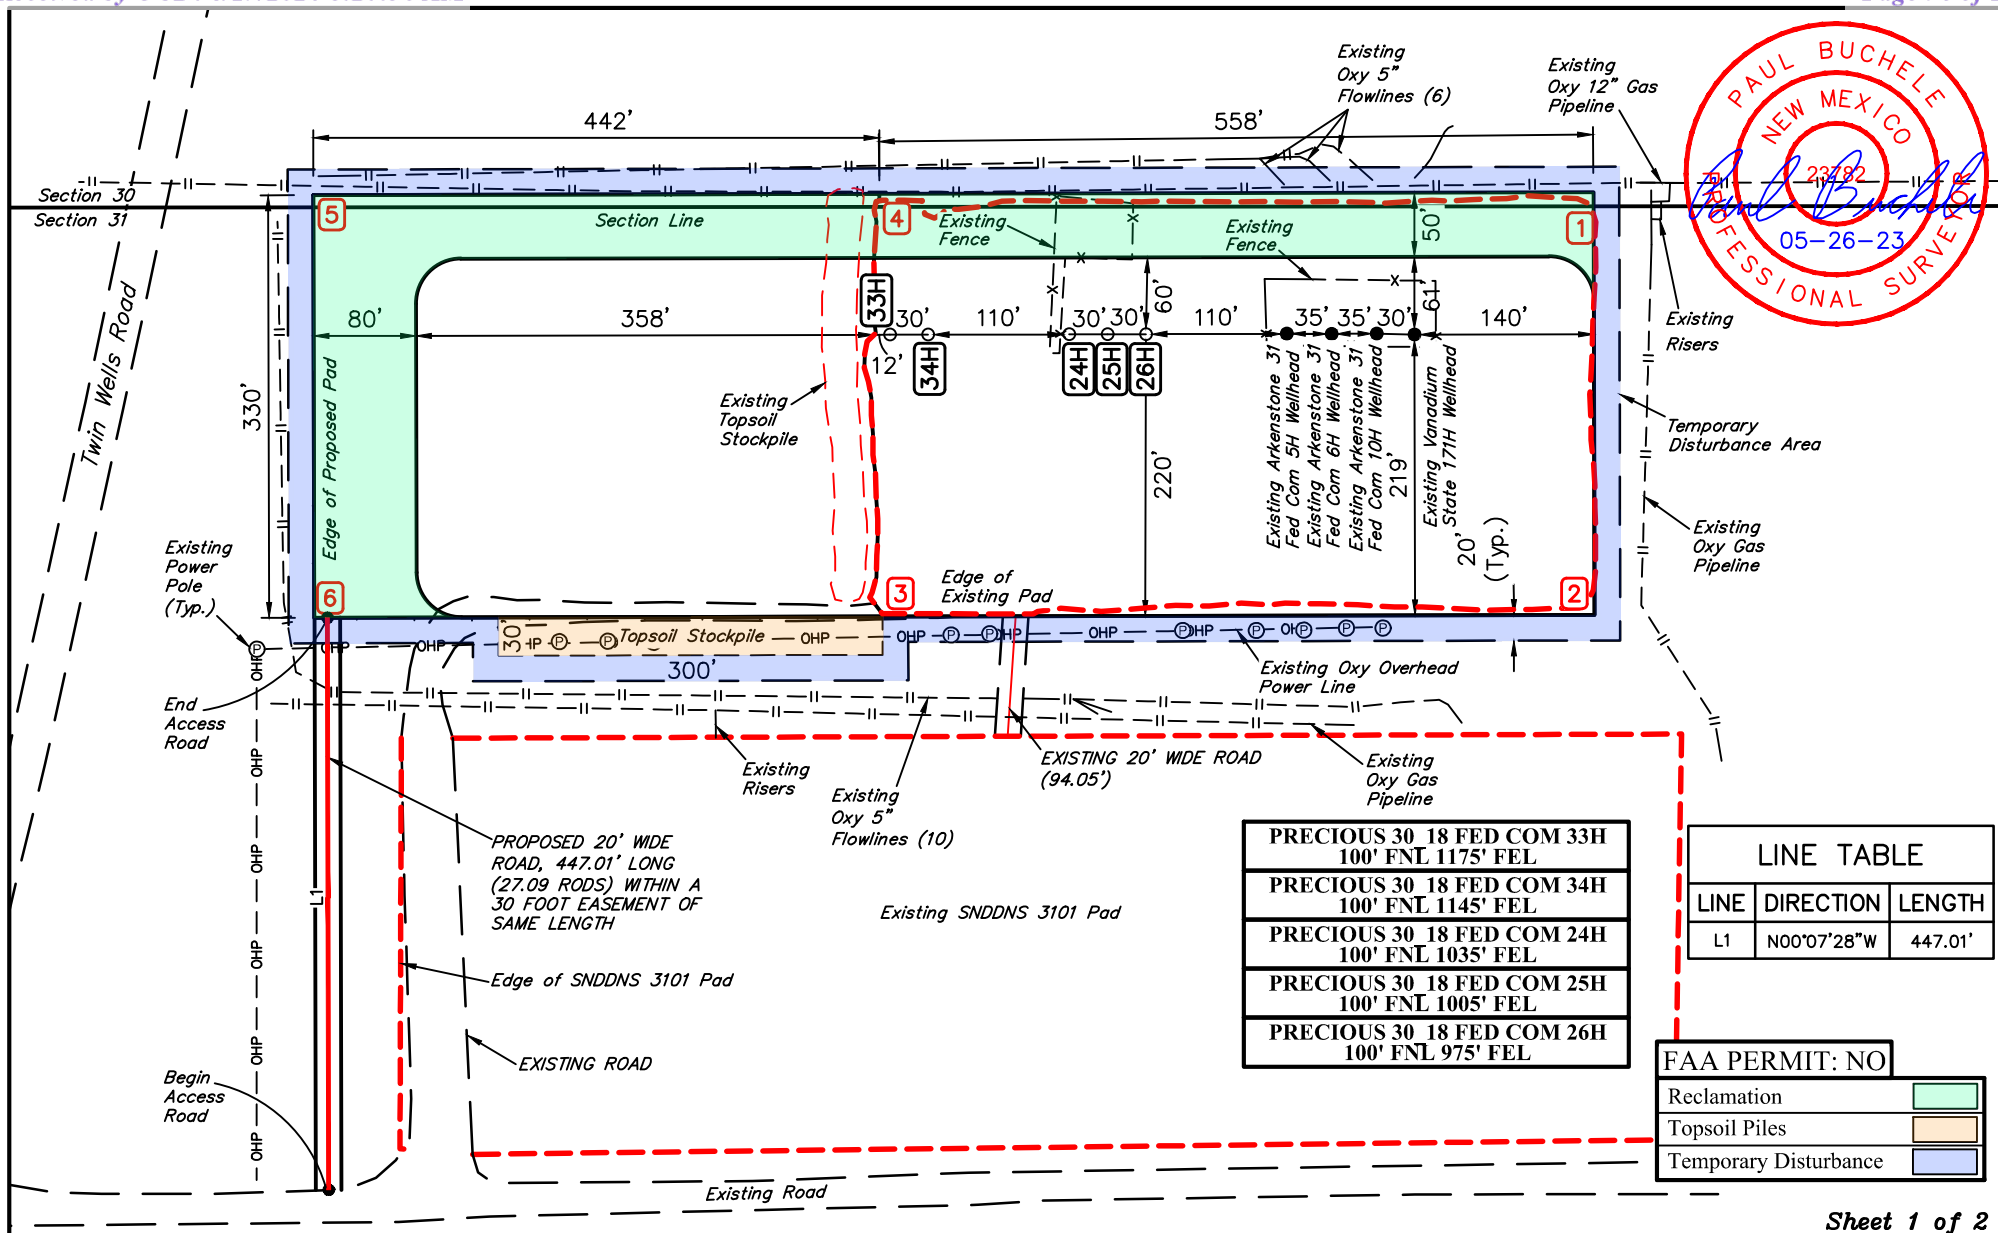 Existing
Oxy 5"
Flowlines (6)
Existing
Oxy 12" Gas
Pipeline
PAUL BUCHELE
NEW MEXICO
23782
PROFESSIONAL SURVEYOR
05-26-23
442'
558'
Section 30
Section 31
Section Line
5
4
1
Existing
Fence
Existing
Fence
50'
Twin Wells Road
330'
80'
358'
33H
30'
12'
34H
110'
30'
30'
24H
25H
26H
60'
110'
35'
35'
30'
61'
140'
Existing
Risers
Edge of Proposed Pad
Existing
Topsoil
Stockpile
220'
Existing Arkenstone 31
Fed Com 5H Wellhead
Existing Arkenstone 31
Fed Com 6H Wellhead
Existing Arkenstone 31
Fed Com 10H Wellhead
219'
Existing Vanadium
State 171H Wellhead
20'
(Typ.)
Temporary
Disturbance Area
Existing
Oxy Gas
Pipeline
Existing
Power
Pole
(Typ.)
6
3
Edge of
Existing Pad
2
30'
Topsoil Stockpile
300'
OHP
OHP
OHP
OHP
OHP
P
P
P
P
P
P
P
P
P
P
Existing Oxy Overhead
Power Line
End
Access
Road
Existing
Risers
Existing
Oxy 5"
Flowlines (10)
EXISTING 20' WIDE ROAD
(94.05')
Existing
Oxy Gas
Pipeline
PROPOSED 20' WIDE
ROAD, 447.01' LONG
(27.09 RODS) WITHIN A
30 FOOT EASEMENT OF
SAME LENGTH
L1
OHP
OHP
OHP
OHP
OHP
OHP
Existing SNDDNS 3101 Pad
Edge of SNDDNS 3101 Pad
EXISTING ROAD
Begin
Access
Road
Existing Road
PRECIOUS 30_18 FED COM 33H
100' FNL 1175' FEL
PRECIOUS 30_18 FED COM 34H
100' FNL 1145' FEL
PRECIOUS 30_18 FED COM 24H
100' FNL 1035' FEL
PRECIOUS 30_18 FED COM 25H
100' FNL 1005' FEL
PRECIOUS 30_18 FED COM 26H
100' FNL 975' FEL
LINE TABLE
LINE DIRECTION LENGTH
L1 N00°07'28"W 447.01'
FAA PERMIT: NO
Reclamation
Topsoil Piles
Temporary Disturbance
Sheet 1 of 2